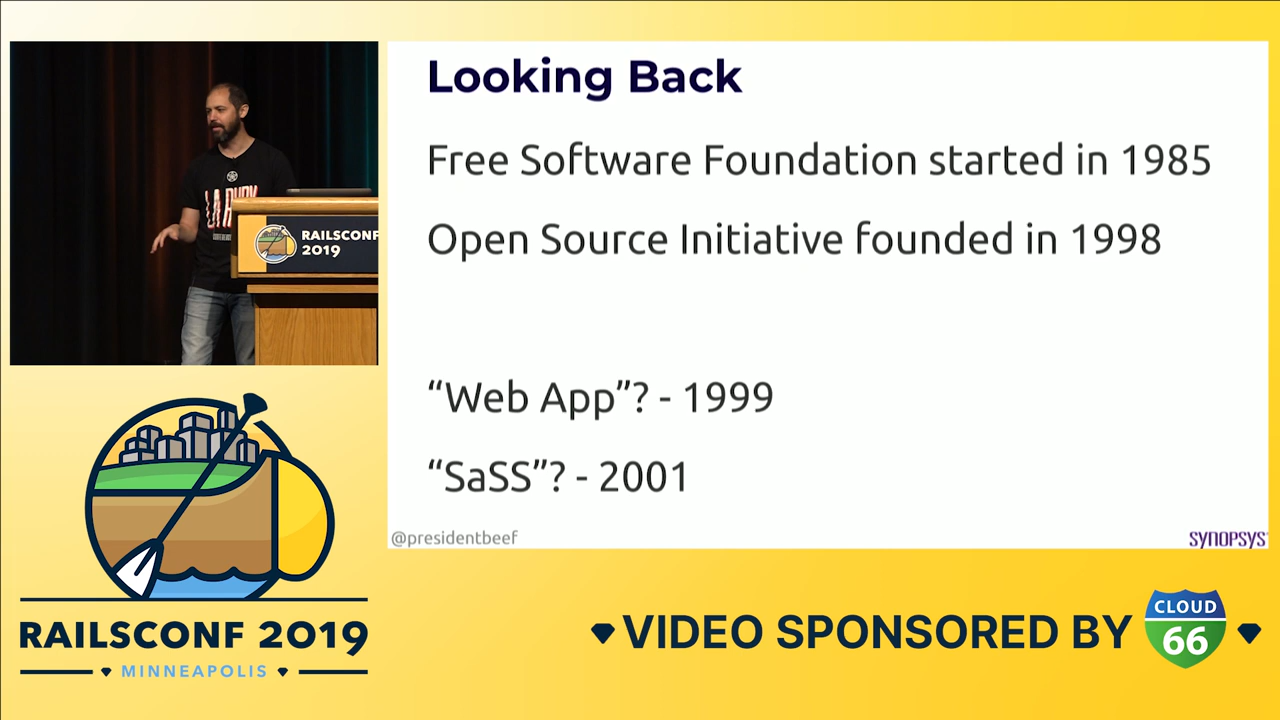 Looking Back
Free Software Foundation started in 1985
Open Source Initiative founded in 1998
“Web App”? - 1999
“SaSS”? - 2001
@presidentbeef
SYNOPSYS
RAILSCONF
2019
RAILSCONF 2019
MINNEAPOLIS
VIDEO SPONSORED BY
CLOUD
66